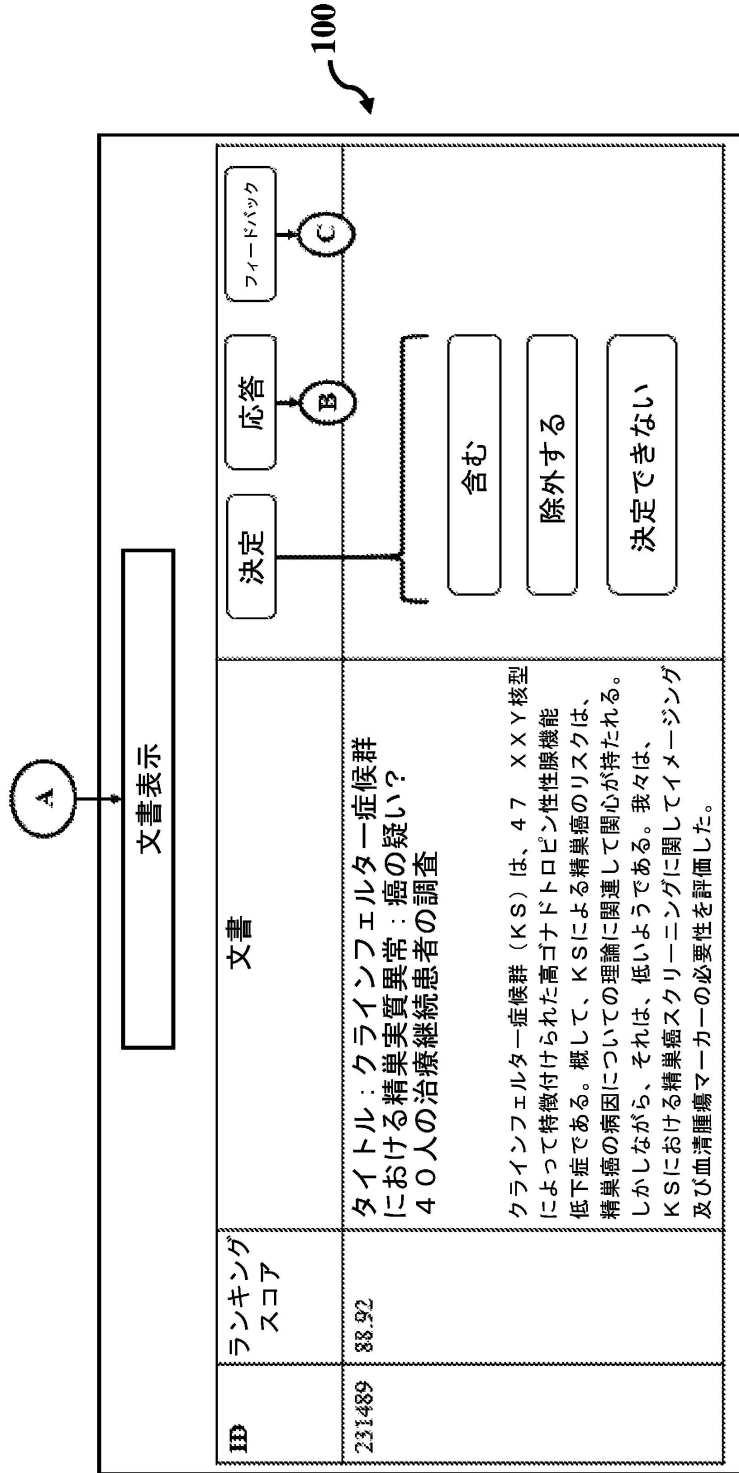 100
A
文書表示
ID
ランキング
スコア
文書
決定
応答
フィードバック
B
C
231489
88.92
タイトル：クラインフェルター症候群
における精巣実質異常：癌の疑い？
４０人の治療継続患者の調査
クラインフェルター症候群（ＫＳ）は、４７　ＸＸＹ核型
によって特徴付けられた高ゴナドトロピン性性腺機能
低下症である。概して、ＫＳによる精巣癌のリスクは、
精巣癌の病因についての理論に関連して関心が持たれる。
しかしながら、それは、低いようである。我々は、
ＫＳにおける精巣癌スクリーニングに関してイメージング
及び血清腫瘍マーカーの必要性を評価した。
含む
除外する
決定できない